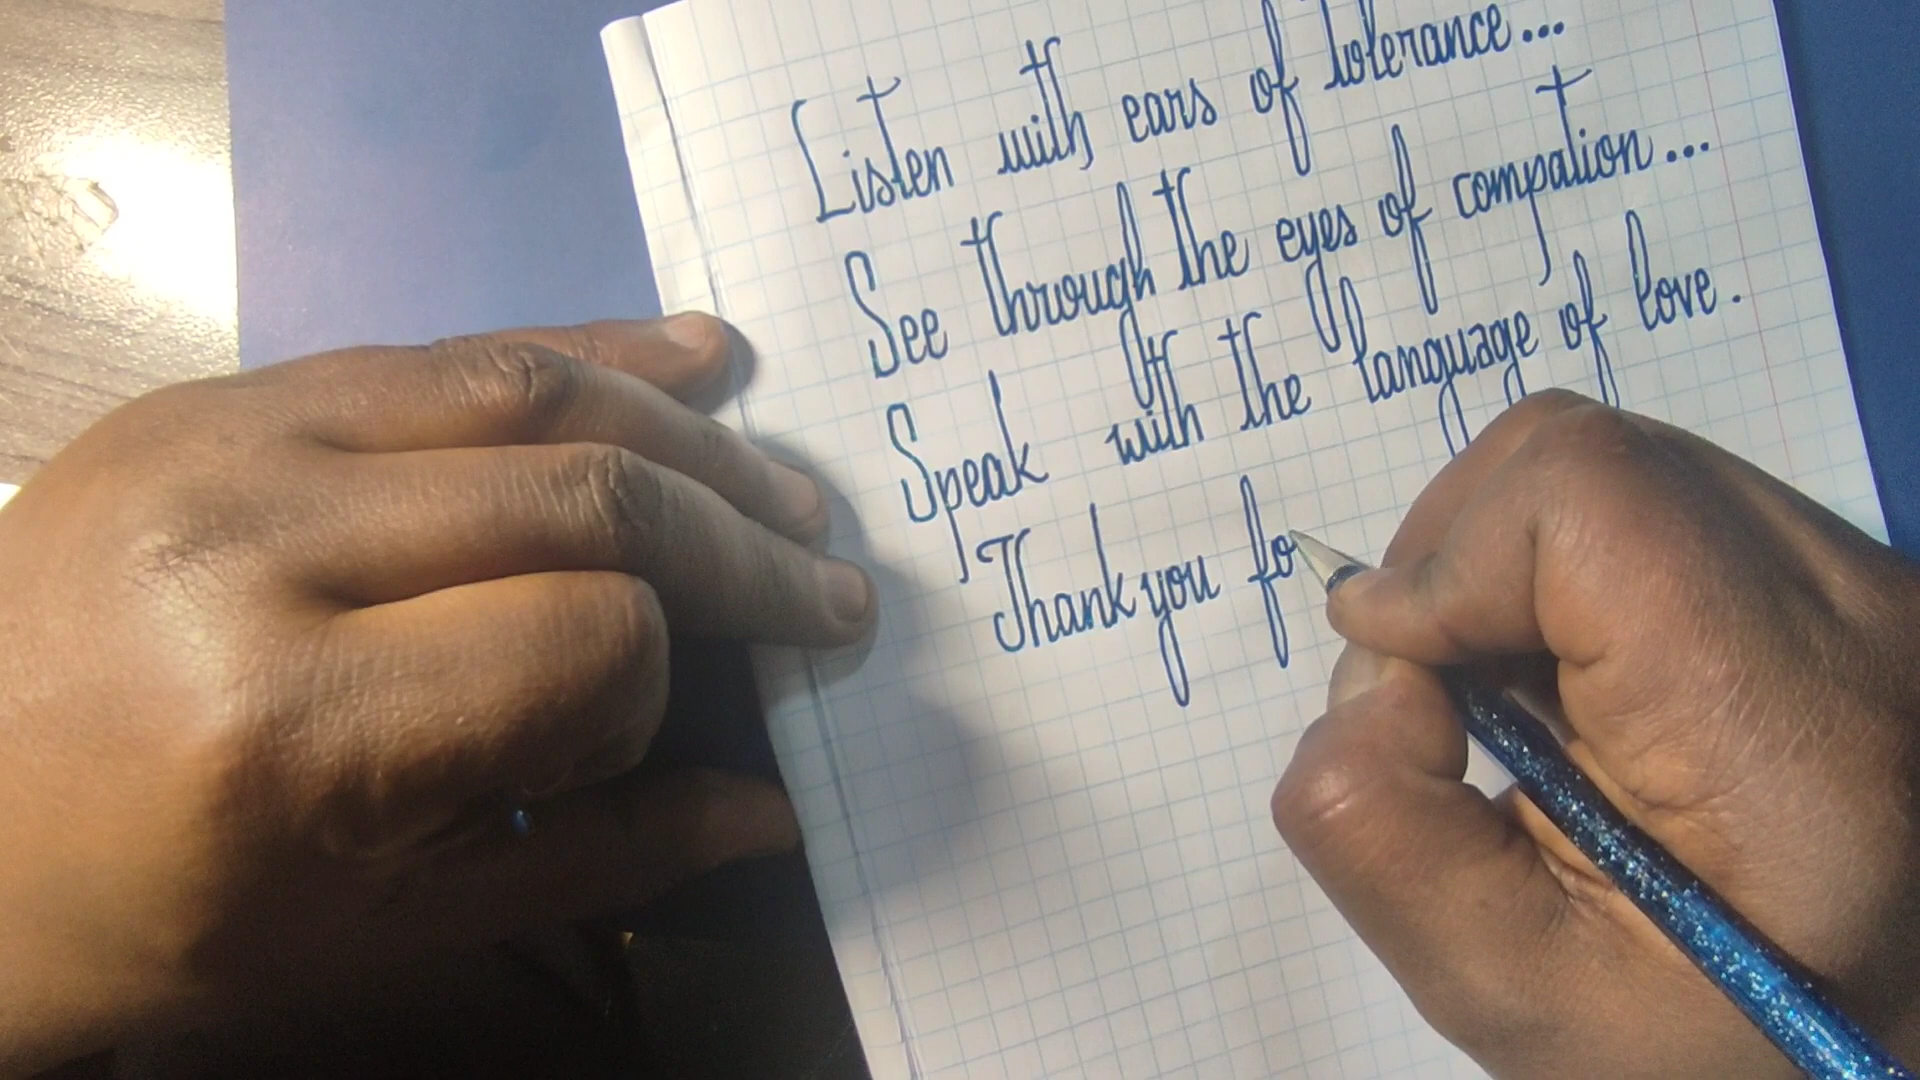 Listen with ears of tolerance...
See through the eyes of compation...
Speak with the language of love.
Thank you fo